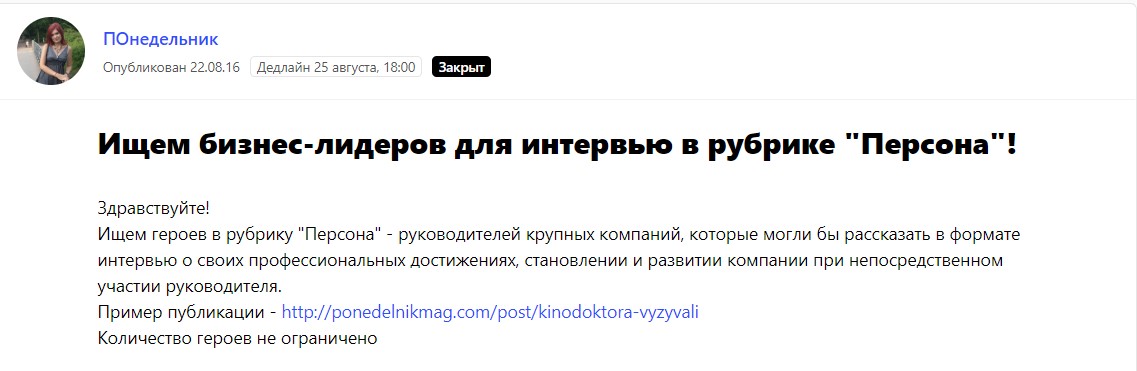 ПОнедельник
Опубликован 22.08.16 Дедлайн 25 августа, 18:00 Закрыт
Ищем бизнес-лидеров для интервью в рубрике "Персона"!
Здравствуйте!
Ищем героев в рубрику "Персона" - руководителей крупных компаний, которые могли бы рассказать в формате
интервью о своих профессиональных достижениях, становлении и развитии компании при непосредственном
участии руководителя.
Пример публикации - http://ponedelnikmag.com/post/kinodoktora-vyzyvali
Количество героев не ограничено